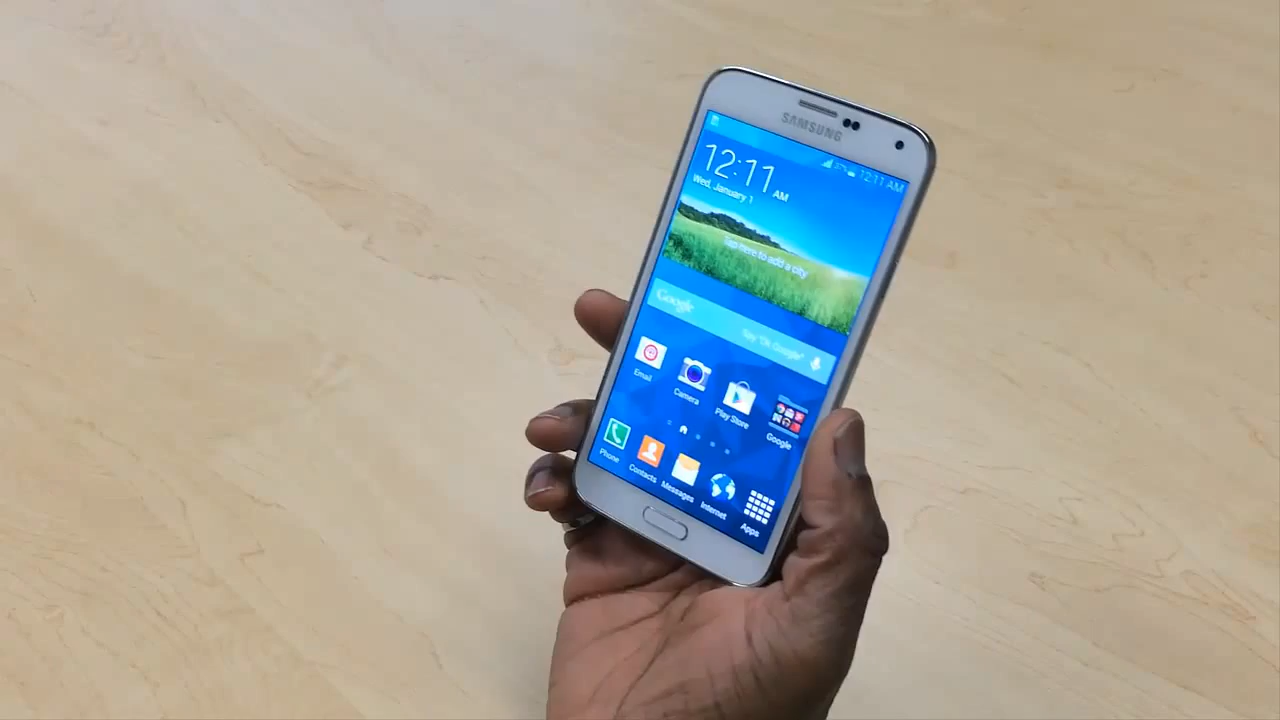 SAMSUNG
12:11 AM
12:11 AM
Wed, January 1
Tap here to add a city
Google
Say "Ok Google"
Email
Camera
Play Store
Google
Phone
Contacts
Messages
Internet
Apps